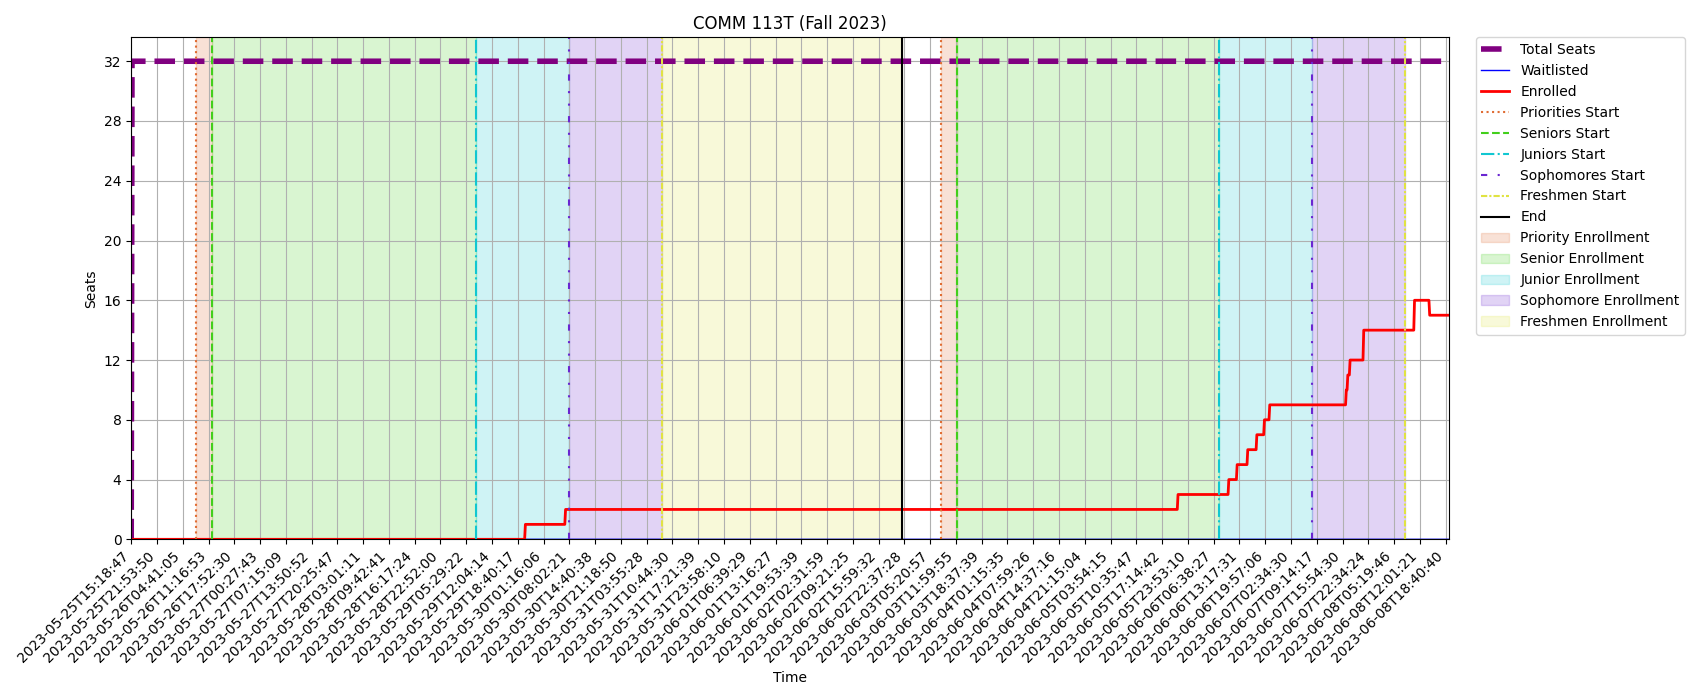 COMM 113T (Fall 2023)
Seats
32
28
24
20
16
12
8
4
0
2023-05-25T15:18:47
2023-05-25T21:53:50
2023-05-26T04:41:05
2023-05-26T11:16:53
2023-05-26T17:52:30
2023-05-27T00:27:43
2023-05-27T07:15:09
2023-05-27T13:50:52
2023-05-27T20:25:47
2023-05-28T03:01:11
2023-05-28T09:42:41
2023-05-28T16:17:24
2023-05-28T22:52:00
2023-05-29T05:29:22
2023-05-29T12:04:14
2023-05-29T18:40:17
2023-05-30T01:16:06
2023-05-30T08:02:21
2023-05-30T14:40:38
2023-05-30T21:18:50
2023-05-31T03:55:28
2023-05-31T10:44:30
2023-05-31T17:21:39
2023-05-31T23:58:10
2023-06-01T06:39:29
2023-06-01T13:16:27
2023-06-01T19:53:39
2023-06-02T02:31:59
2023-06-02T09:21:25
2023-06-02T15:59:32
2023-06-02T22:37:28
2023-06-03T05:20:57
2023-06-03T11:59:55
2023-06-03T18:37:39
2023-06-04T01:15:35
2023-06-04T07:59:26
2023-06-04T14:37:16
2023-06-04T21:15:04
2023-06-05T03:54:15
2023-06-05T10:35:47
2023-06-05T17:14:42
2023-06-05T23:53:10
2023-06-06T06:38:27
2023-06-06T13:17:31
2023-06-06T19:57:06
2023-06-07T02:34:30
2023-06-07T09:14:17
2023-06-07T15:54:30
2023-06-07T22:34:24
2023-06-08T05:19:46
2023-06-08T12:01:21
2023-06-08T18:40:40
Time
Total Seats
Waitlisted
Enrolled
Priorities Start
Seniors Start
Juniors Start
Sophomores Start
Freshmen Start
End
Priority Enrollment
Senior Enrollment
Junior Enrollment
Sophomore Enrollment
Freshmen Enrollment